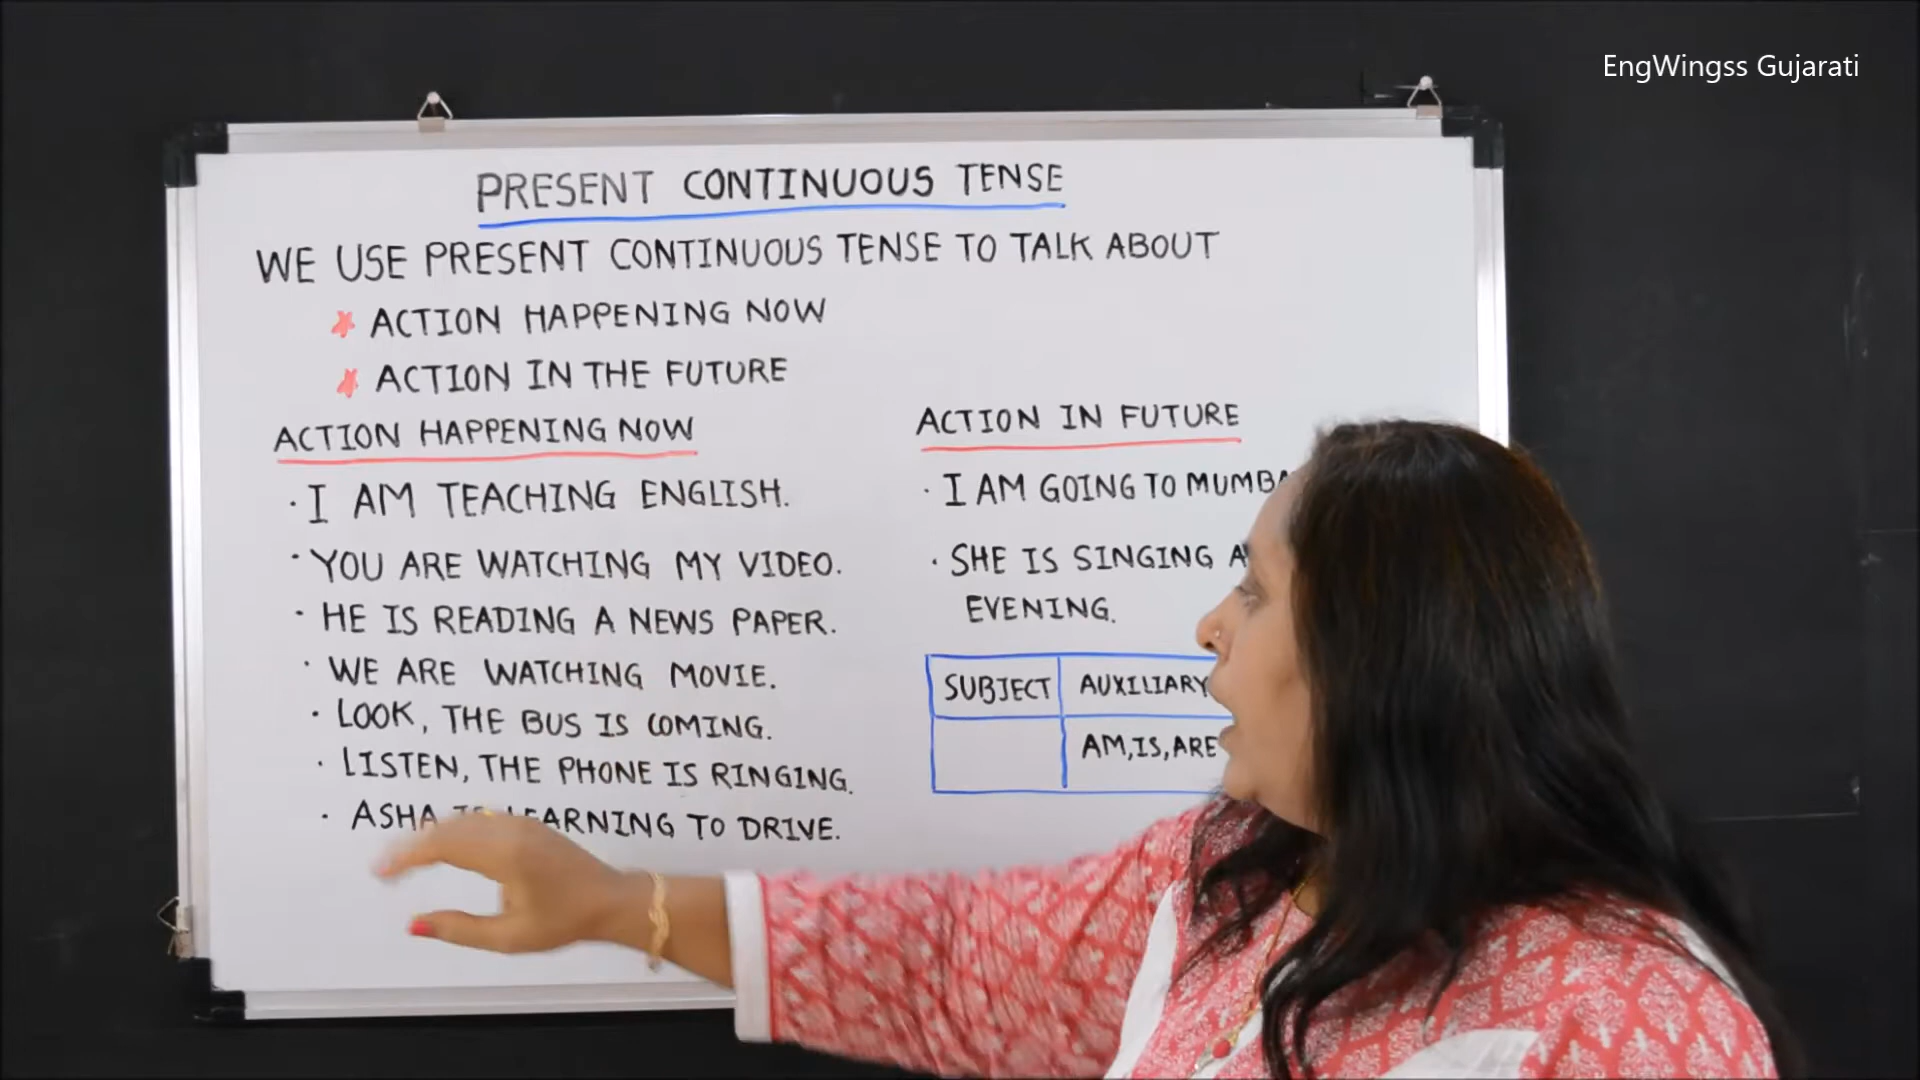 EngWingss Gujarati
PRESENT CONTINUOUS TENSE
WE USE PRESENT CONTINUOUS TENSE TO TALK ABOUT
ACTION HAPPENING NOW
ACTION IN THE FUTURE
ACTION HAPPENING NOW
· I AM TEACHING ENGLISH.
· YOU ARE WATCHING MY VIDEO.
· HE IS READING A NEWS PAPER.
· WE ARE WATCHING MOVIE.
· LOOK, THE BUS IS COMING.
· LISTEN, THE PHONE IS RINGING.
· ASHA IS LEARNING TO DRIVE.
ACTION IN FUTURE
· I AM GOING TO
· SHE IS SINGING
EVENING.
SUBJECT AUXILIARY
AM,IS,ARE